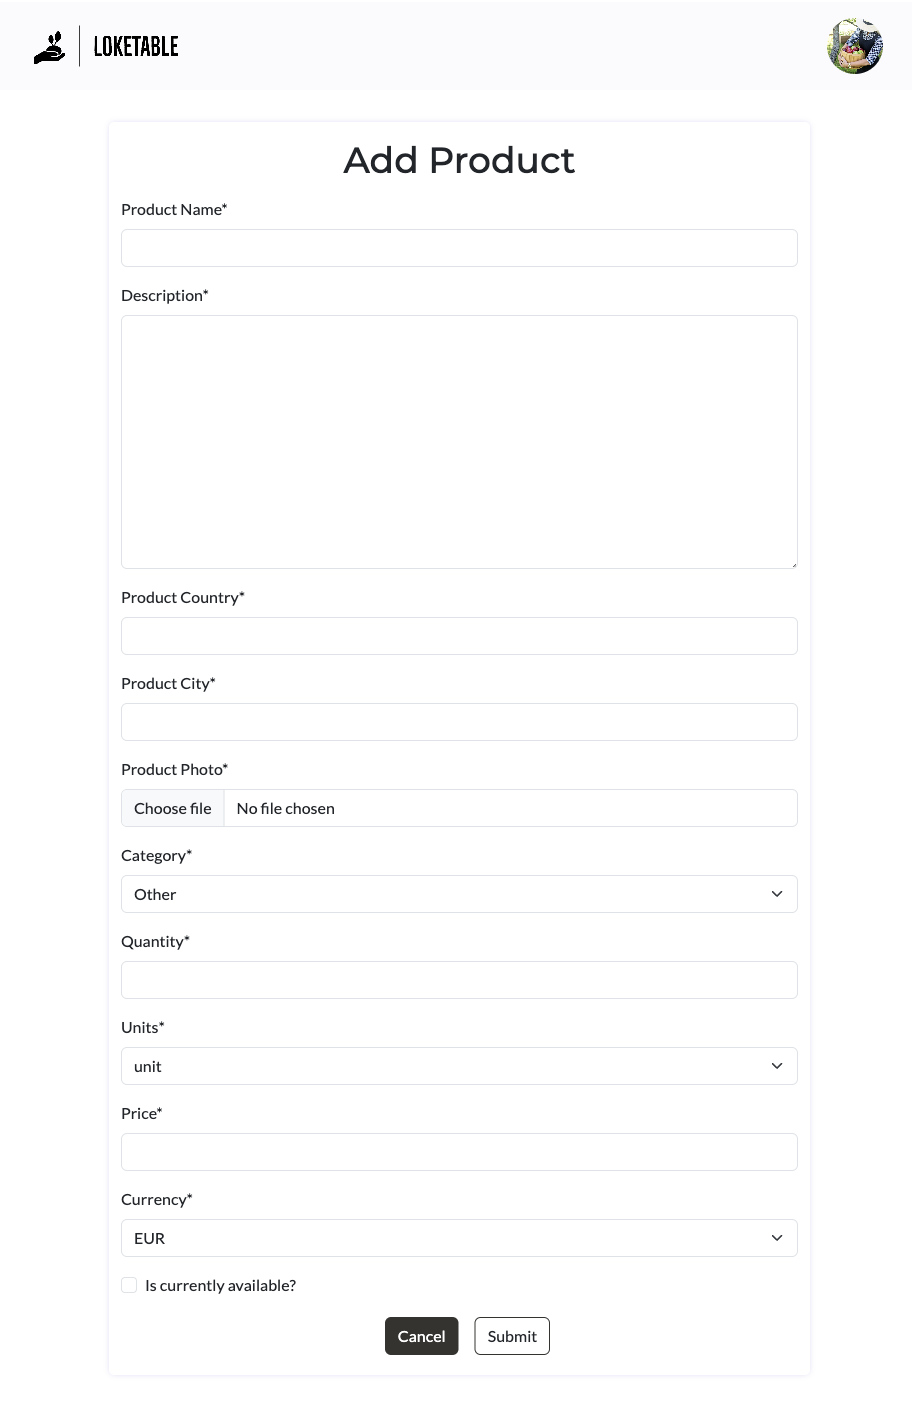 LOKETABLE
Add Product
Product Name*
Description*
Product Country*
Product City*
Product Photo*
Choose file No file chosen
Category*
Other
Quantity*
Units*
unit
Price*
Currency*
EUR
Is currently available?
Cancel Submit